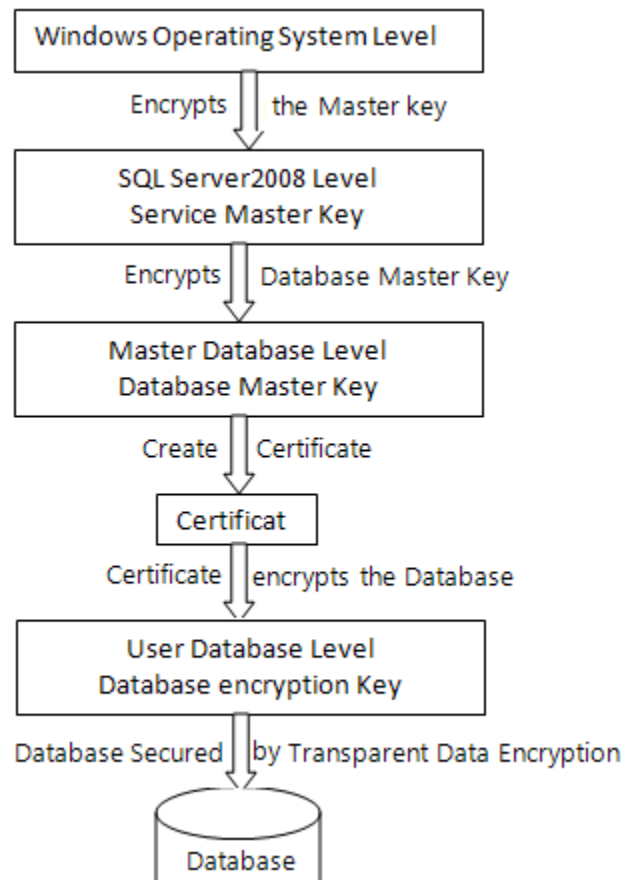 Windows Operating System Level
Encrypts the Master key
SQL Server2008 Level
Service Master Key
Encrypts Database Master Key
Master Database Level
Database Master Key
Create Certificate
Certificat
Certificate encrypts the Database
User Database Level
Database encryption Key
Database Secured by Transparent Data Encryption
Database